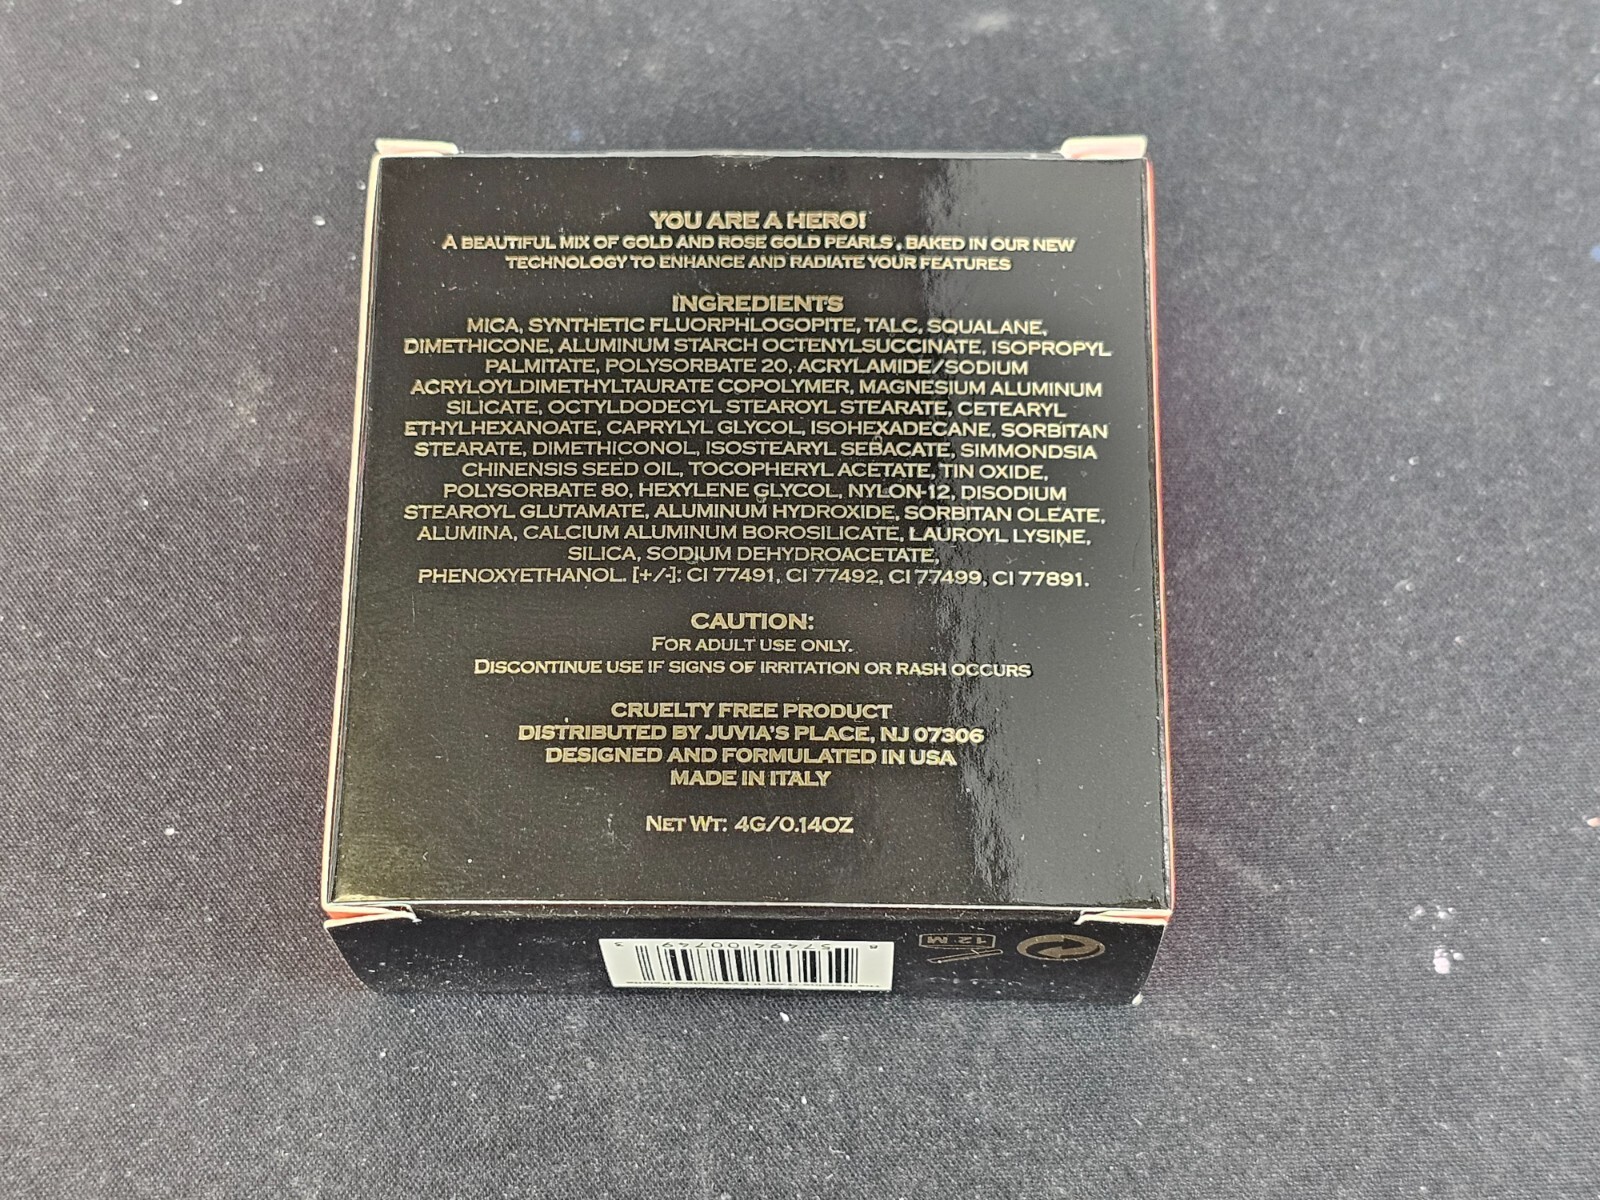 YOU ARE A HERO!
A BEAUTIFUL MIX OF GOLD AND ROSE GOLD PEARLS, BAKED IN OUR NEW
TECHNOLOGY TO ENHANCE AND RADIATE YOUR FEATURES
INGREDIENTS
MICA, SYNTHETIC FLUORPHLOGOPITE, TALC, SQUALANE,
DIMETHICONE, ALUMINUM STARCH OCTENYLSUCCINATE, ISOPROPYL
PALMITATE, POLYSORBATE 20, ACRYLAMIDE/SODIUM
ACRYLOYLDIMETHYLTAURATE COPOLYMER, MAGNESIUM ALUMINUM
SILICATE, OCTYLDODECYL STEAROYL STEARATE, CETEARYL
ETHYLHEXANOATE, CAPRYLYL GLYCOL, ISOHEXADECANE, SORBITAN
STEARATE, DIMETHICONOL, ISOSTEARYL SEBACATE, SIMMONDSIA
CHINENSIS SEED OIL, TOCOPHERYL ACETATE, TIN OXIDE,
POLYSORBATE 80, HEXYLENE GLYCOL, NYLON-12, DISODIUM
STEAROYL GLUTAMATE, ALUMINUM HYDROXIDE, SORBITAN OLEATE,
ALUMINA, CALCIUM ALUMINUM BOROSILICATE, LAUROYL LYSINE,
SILICA, SODIUM DEHYDROACETATE,
PHENOXYETHANOL. [+/-]: CI 77491, CI 77492, CI 77499, CI 77891.
CAUTION:
FOR ADULT USE ONLY.
DISCONTINUE USE IF SIGNS OF IRRITATION OR RASH OCCURS
CRUELTY FREE PRODUCT
DISTRIBUTED BY JUVIA'S PLACE, NJ 07306
DESIGNED AND FORMULATED IN USA
MADE IN ITALY
NET WT: 4G/0.14OZ
8 57494 00749 3
12 M